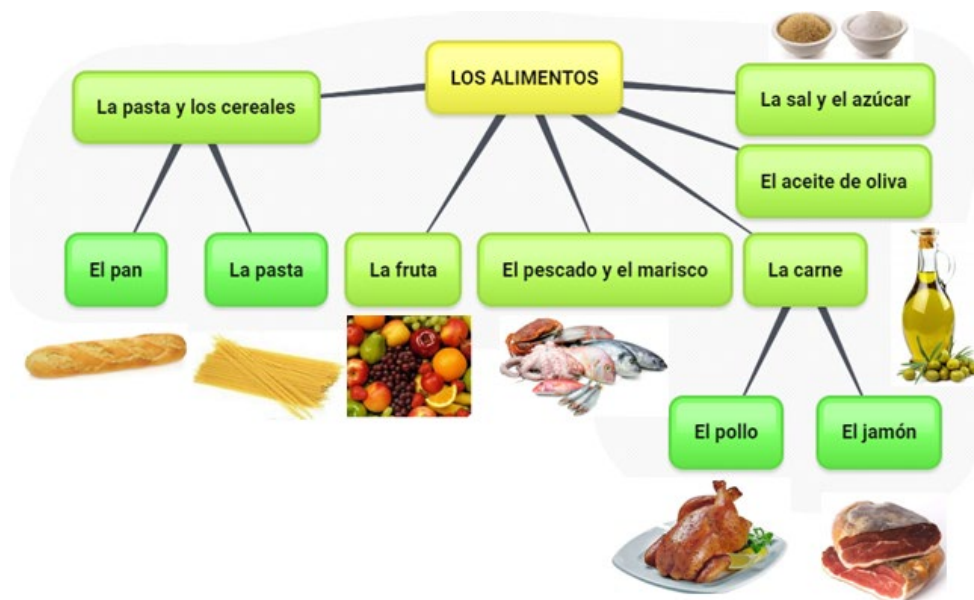 LOS ALIMENTOS
La pasta y los cereales
La sal y el azúcar
El aceite de oliva
El pan
La pasta
La fruta
El pescado y el marisco
La carne
El pollo
El jamón